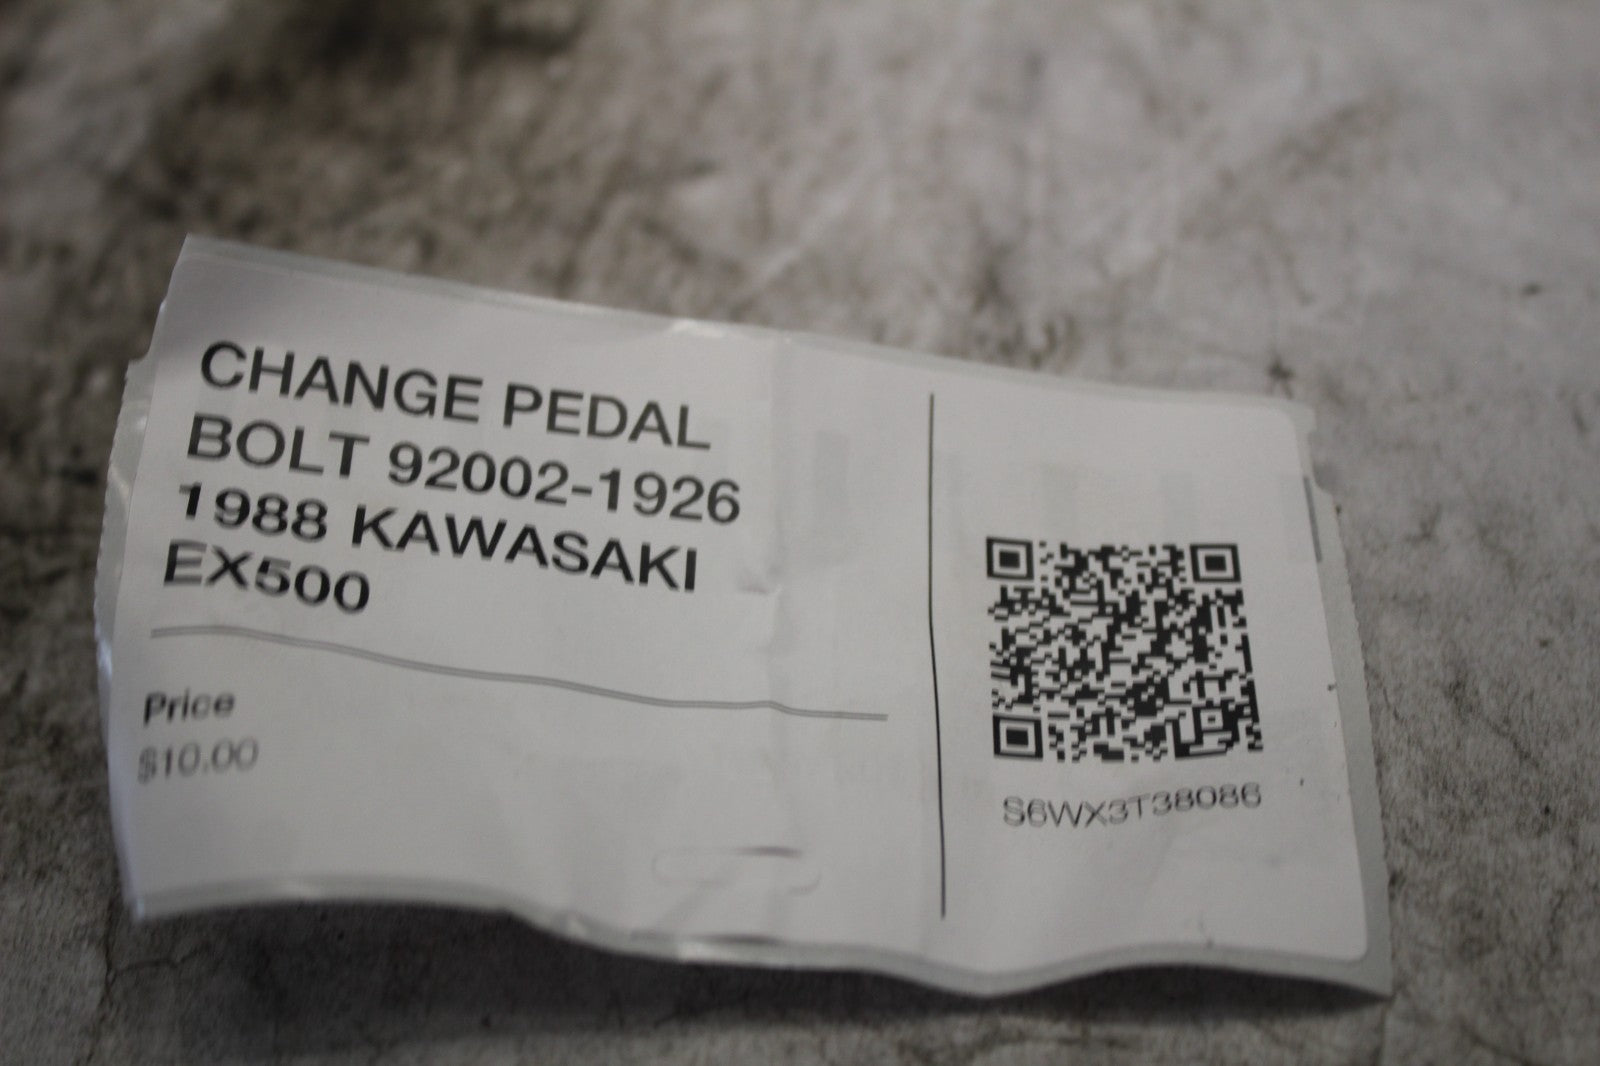 CHANGE PEDAL
BOLT 92002-1926
1988 KAWASAKI
EX500
Price
$10.00
S6WX3T38086